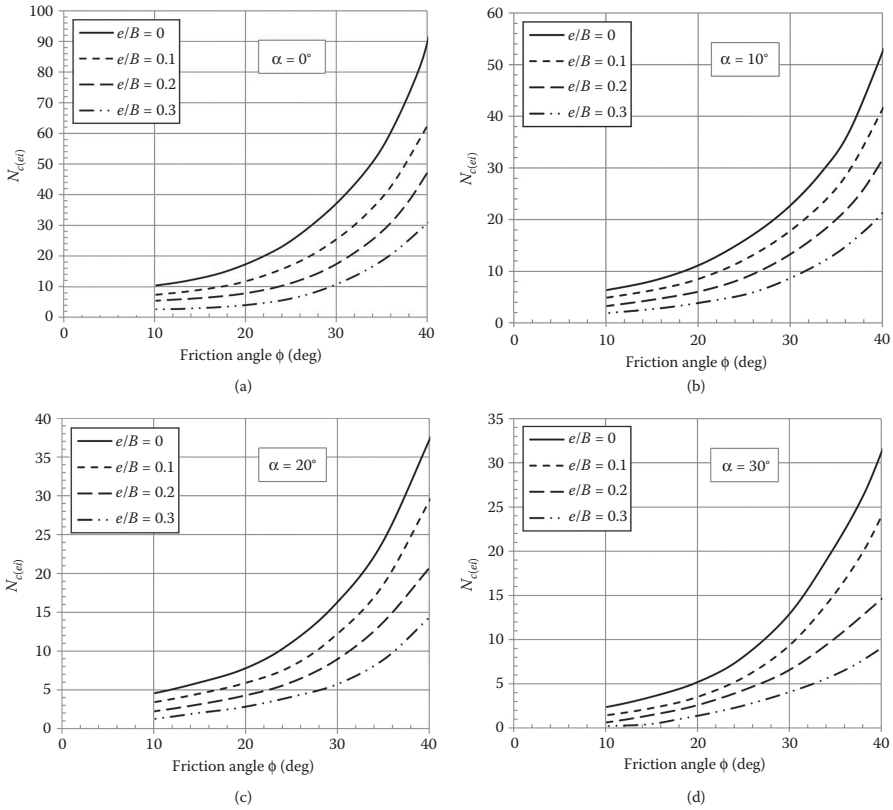 100
90
80
70
60
50
40
30
20
10
0
N_c(ei)
e/B = 0
e/B = 0.1
e/B = 0.2
e/B = 0.3
α = 0°
0 10 20 30 40
Friction angle ϕ (deg)
(a)
60
50
40
30
20
10
0
N_c(ei)
e/B = 0
e/B = 0.1
e/B = 0.2
e/B = 0.3
α = 10°
0 10 20 30 40
Friction angle ϕ (deg)
(b)
40
35
30
25
20
15
10
5
0
N_c(ei)
e/B = 0
e/B = 0.1
e/B = 0.2
e/B = 0.3
α = 20°
0 10 20 30 40
Friction angle ϕ (deg)
(c)
35
30
25
20
15
10
5
0
N_c(ei)
e/B = 0
e/B = 0.1
e/B = 0.2
e/B = 0.3
α = 30°
0 10 20 30 40
Friction angle ϕ (deg)
(d)